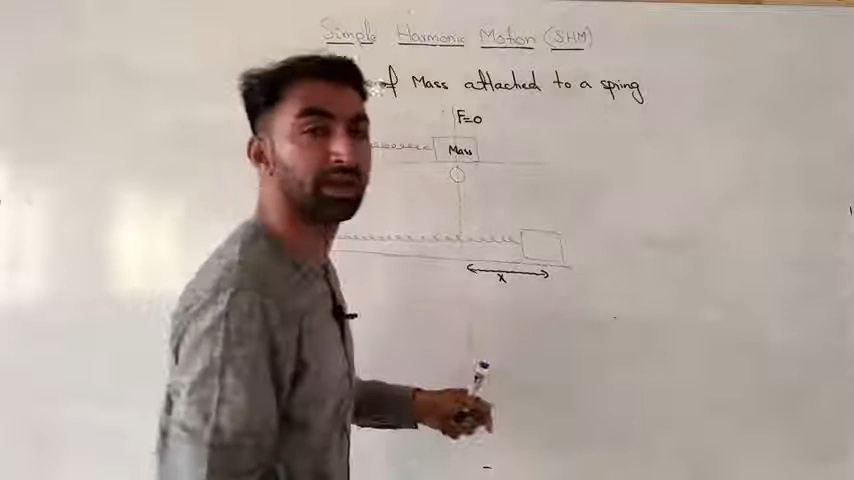 Simple Harmonic Motion (SHM)
of Mass attached to a spring
F=0
Mass
x